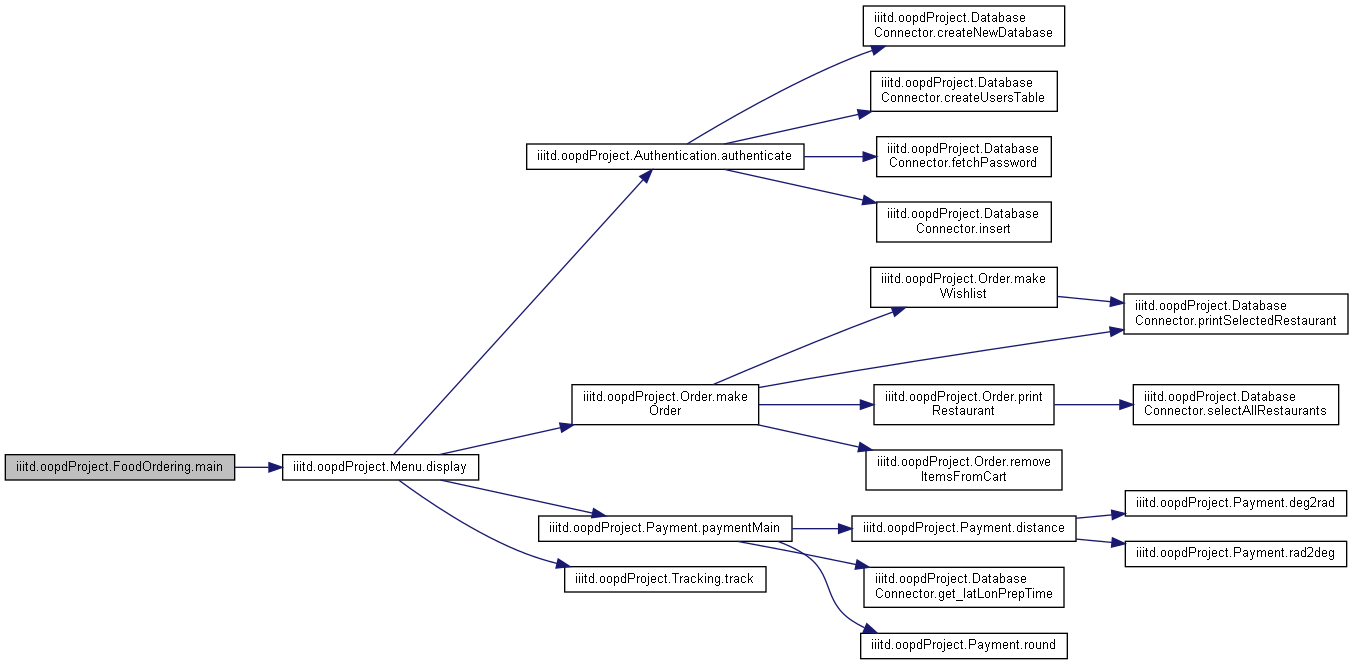 iiitd.oopdProject.Database
Connector.createNewDatabase
iiitd.oopdProject.Database
Connector.createUsersTable
iiitd.oopdProject.Authentication.authenticate
iiitd.oopdProject.Database
Connector.fetchPassword
iiitd.oopdProject.Database
Connector.insert
iiitd.oopdProject.Order.make
Wishlist
iiitd.oopdProject.Database
Connector.printSelectedRestaurant
iiitd.oopdProject.Order.make
Order
iiitd.oopdProject.Order.print
Restaurant
iiitd.oopdProject.Database
Connector.selectAllRestaurants
iiitd.oopdProject.FoodOrdering.main
iiitd.oopdProject.Menu.display
iiitd.oopdProject.Order.remove
ItemsFromCart
iiitd.oopdProject.Payment.paymentMain
iiitd.oopdProject.Payment.distance
iiitd.oopdProject.Payment.deg2rad
iiitd.oopdProject.Payment.rad2deg
iiitd.oopdProject.Tracking.track
iiitd.oopdProject.Database
Connector.get_latLonPrepTime
iiitd.oopdProject.Payment.round